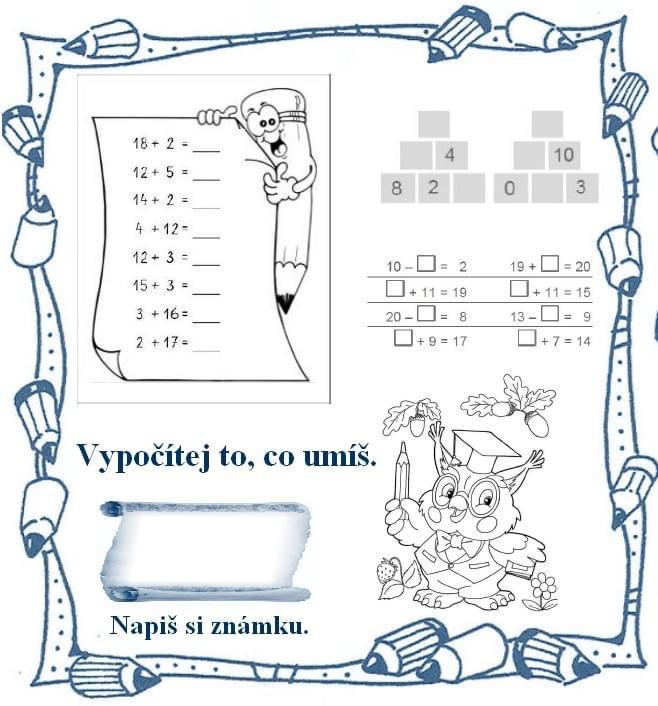 18 + 2 = ___
12 + 5 = ___
14 + 2 = ___
4 + 12 = ___
12 + 3 = ___
15 + 3 = ___
3 + 16 = ___
2 + 17 = ___
4
8 2
10
0 3
10 – □ = 2
□ + 11 = 19
20 – □ = 8
□ + 9 = 17
19 + □ = 20
□ + 11 = 15
13 – □ = 9
□ + 7 = 14
Vypočítej to, co umíš.
Napiš si známku.